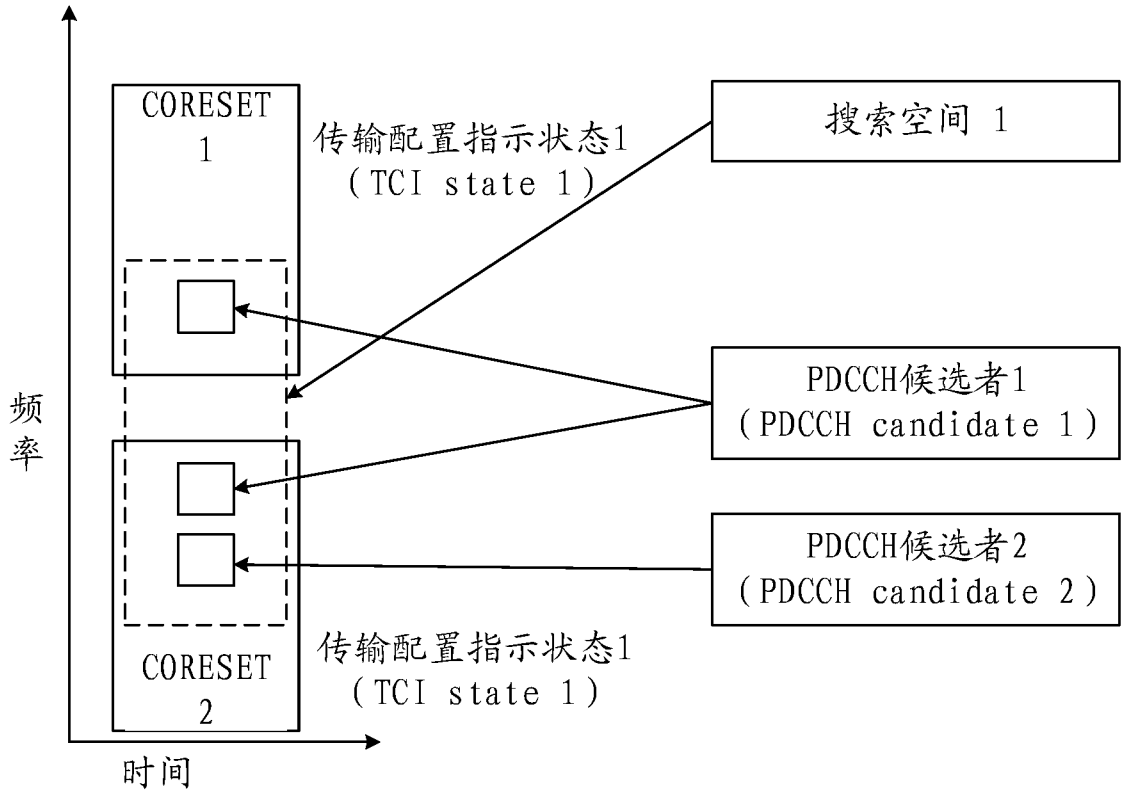 CORESET
1
传输配置指示状态1
(TCI state 1)
搜索空间 1
频
率
PDCCH候选者1
(PDCCH candidate 1)
PDCCH候选者2
(PDCCH candidate 2)
传输配置指示状态1
(TCI state 1)
CORESET
2
时间